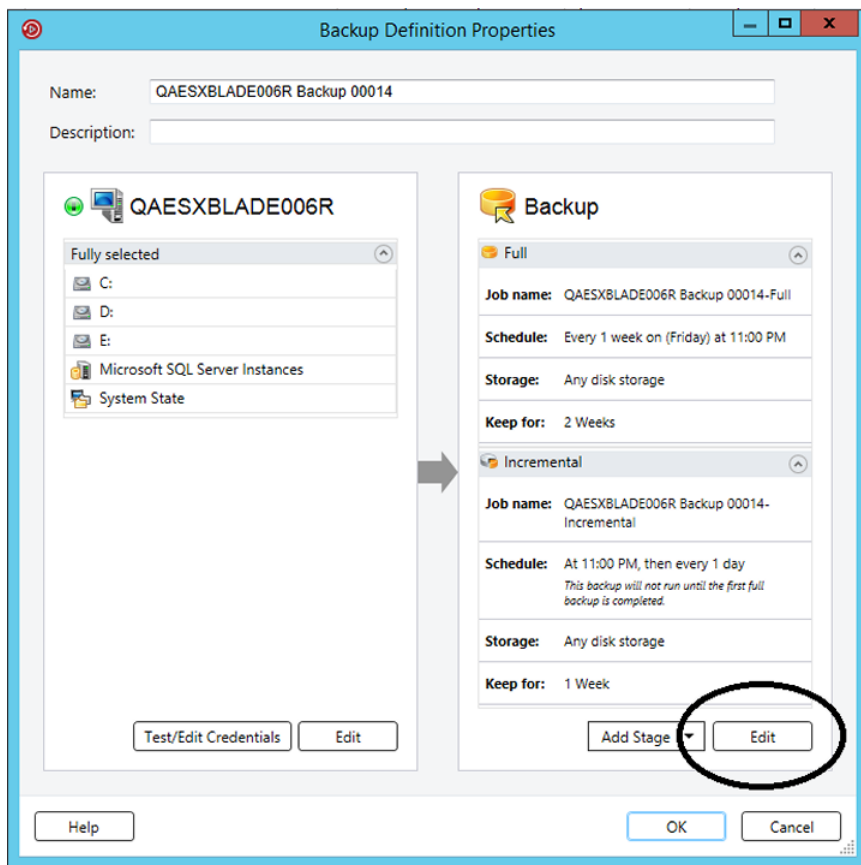 Backup Definition Properties
Name:
QAESXBLADE006R Backup 00014
Description:
QAESXBLADE006R
Fully selected
C:
D:
E:
Microsoft SQL Server Instances
System State
Test/Edit Credentials
Edit
Backup
Full
Job name: QAESXBLADE006R Backup 00014-Full
Schedule: Every 1 week on (Friday) at 11:00 PM
Storage: Any disk storage
Keep for: 2 Weeks
Incremental
Job name: QAESXBLADE006R Backup 00014-
Incremental
Schedule: At 11:00 PM, then every 1 day
This backup will not run until the first full
backup is completed.
Storage: Any disk storage
Keep for: 1 Week
Add Stage
Edit
Help
OK
Cancel